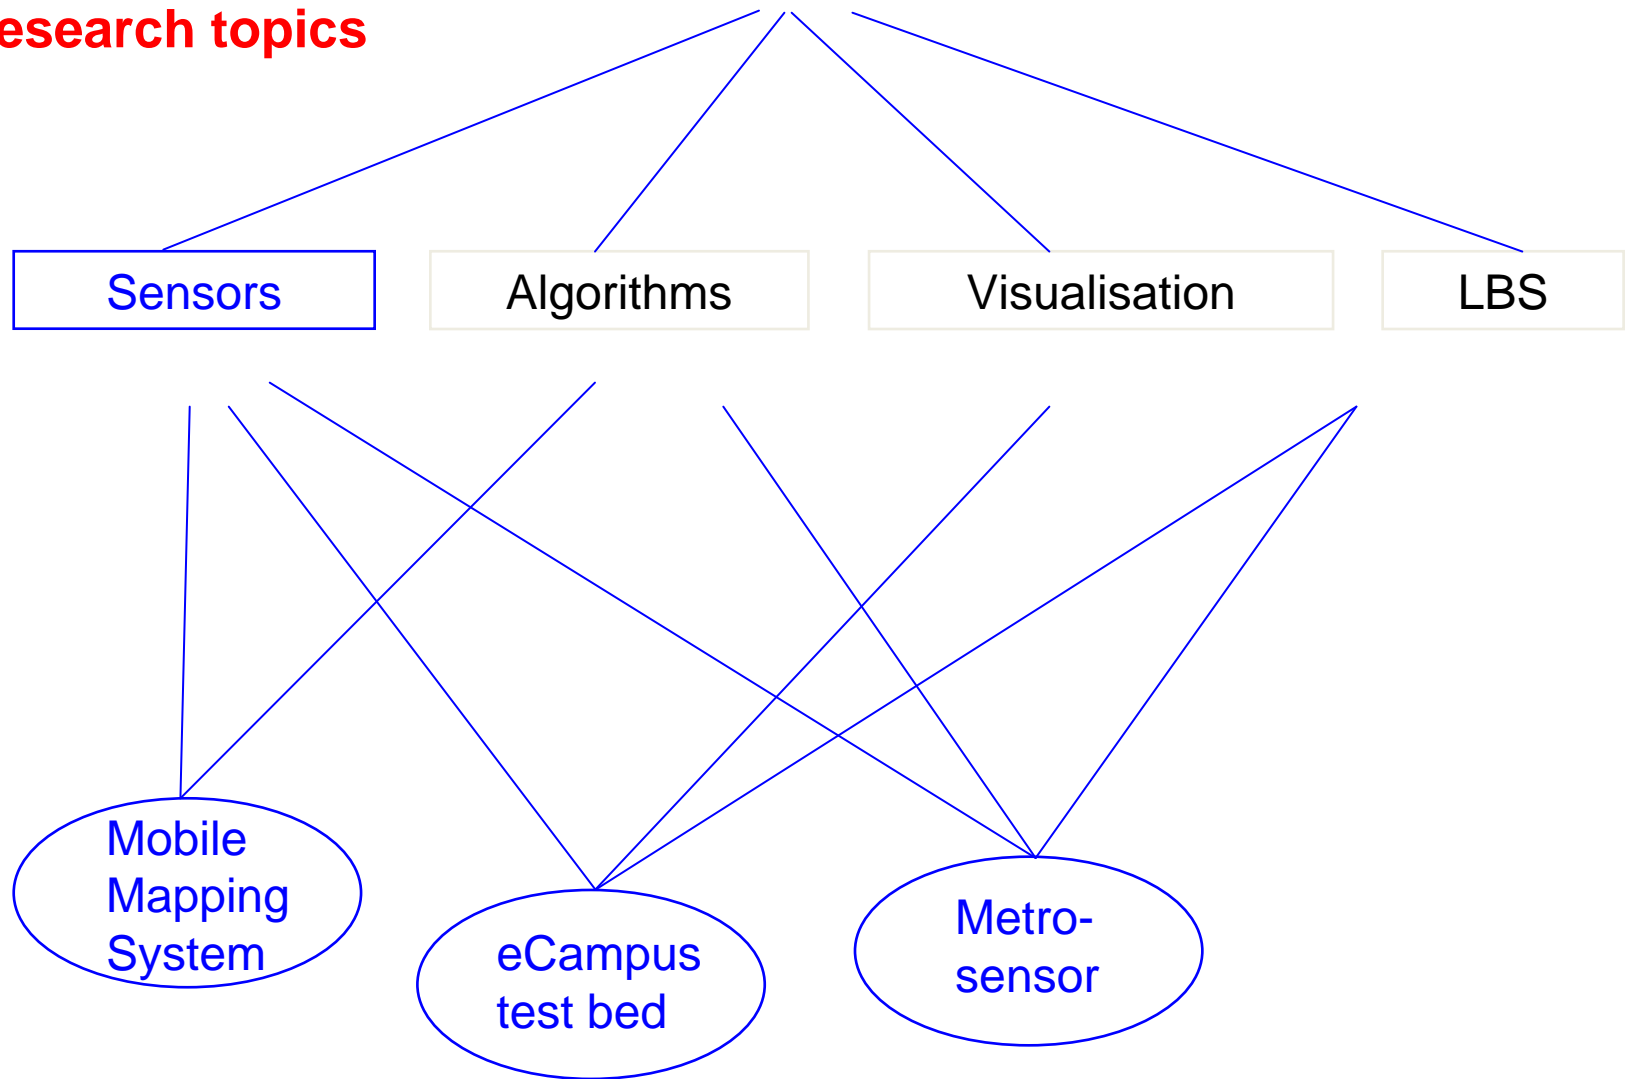 esearch topics
Sensors
Algorithms
Visualisation
LBS
Mobile
Mapping
System
eCampus
test bed
Metro-
sensor